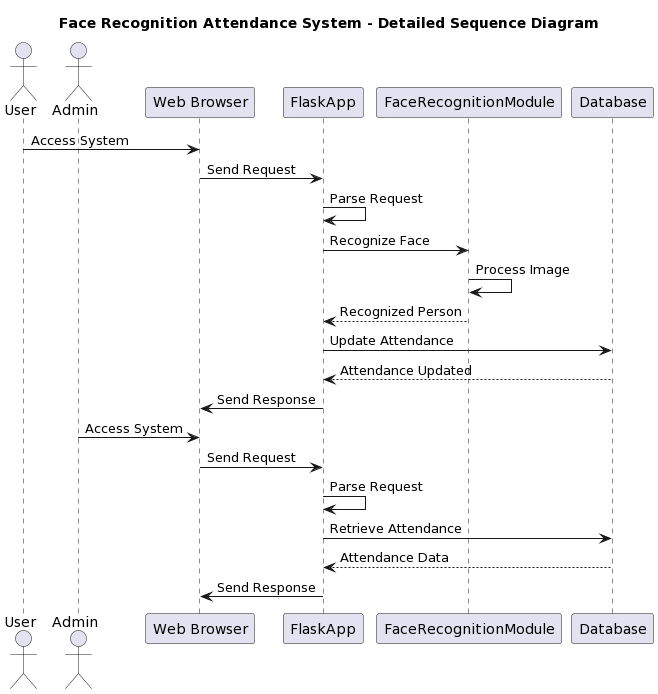 Face Recognition Attendance System - Detailed Sequence Diagram
User
Admin
Web Browser
FlaskApp
FaceRecognitionModule
Database
Access System
Send Request
Parse Request
Recognize Face
Process Image
Recognized Person
Update Attendance
Attendance Updated
Send Response
Access System
Send Request
Parse Request
Retrieve Attendance
Attendance Data
Send Response
User
Admin
Web Browser
FlaskApp
FaceRecognitionModule
Database